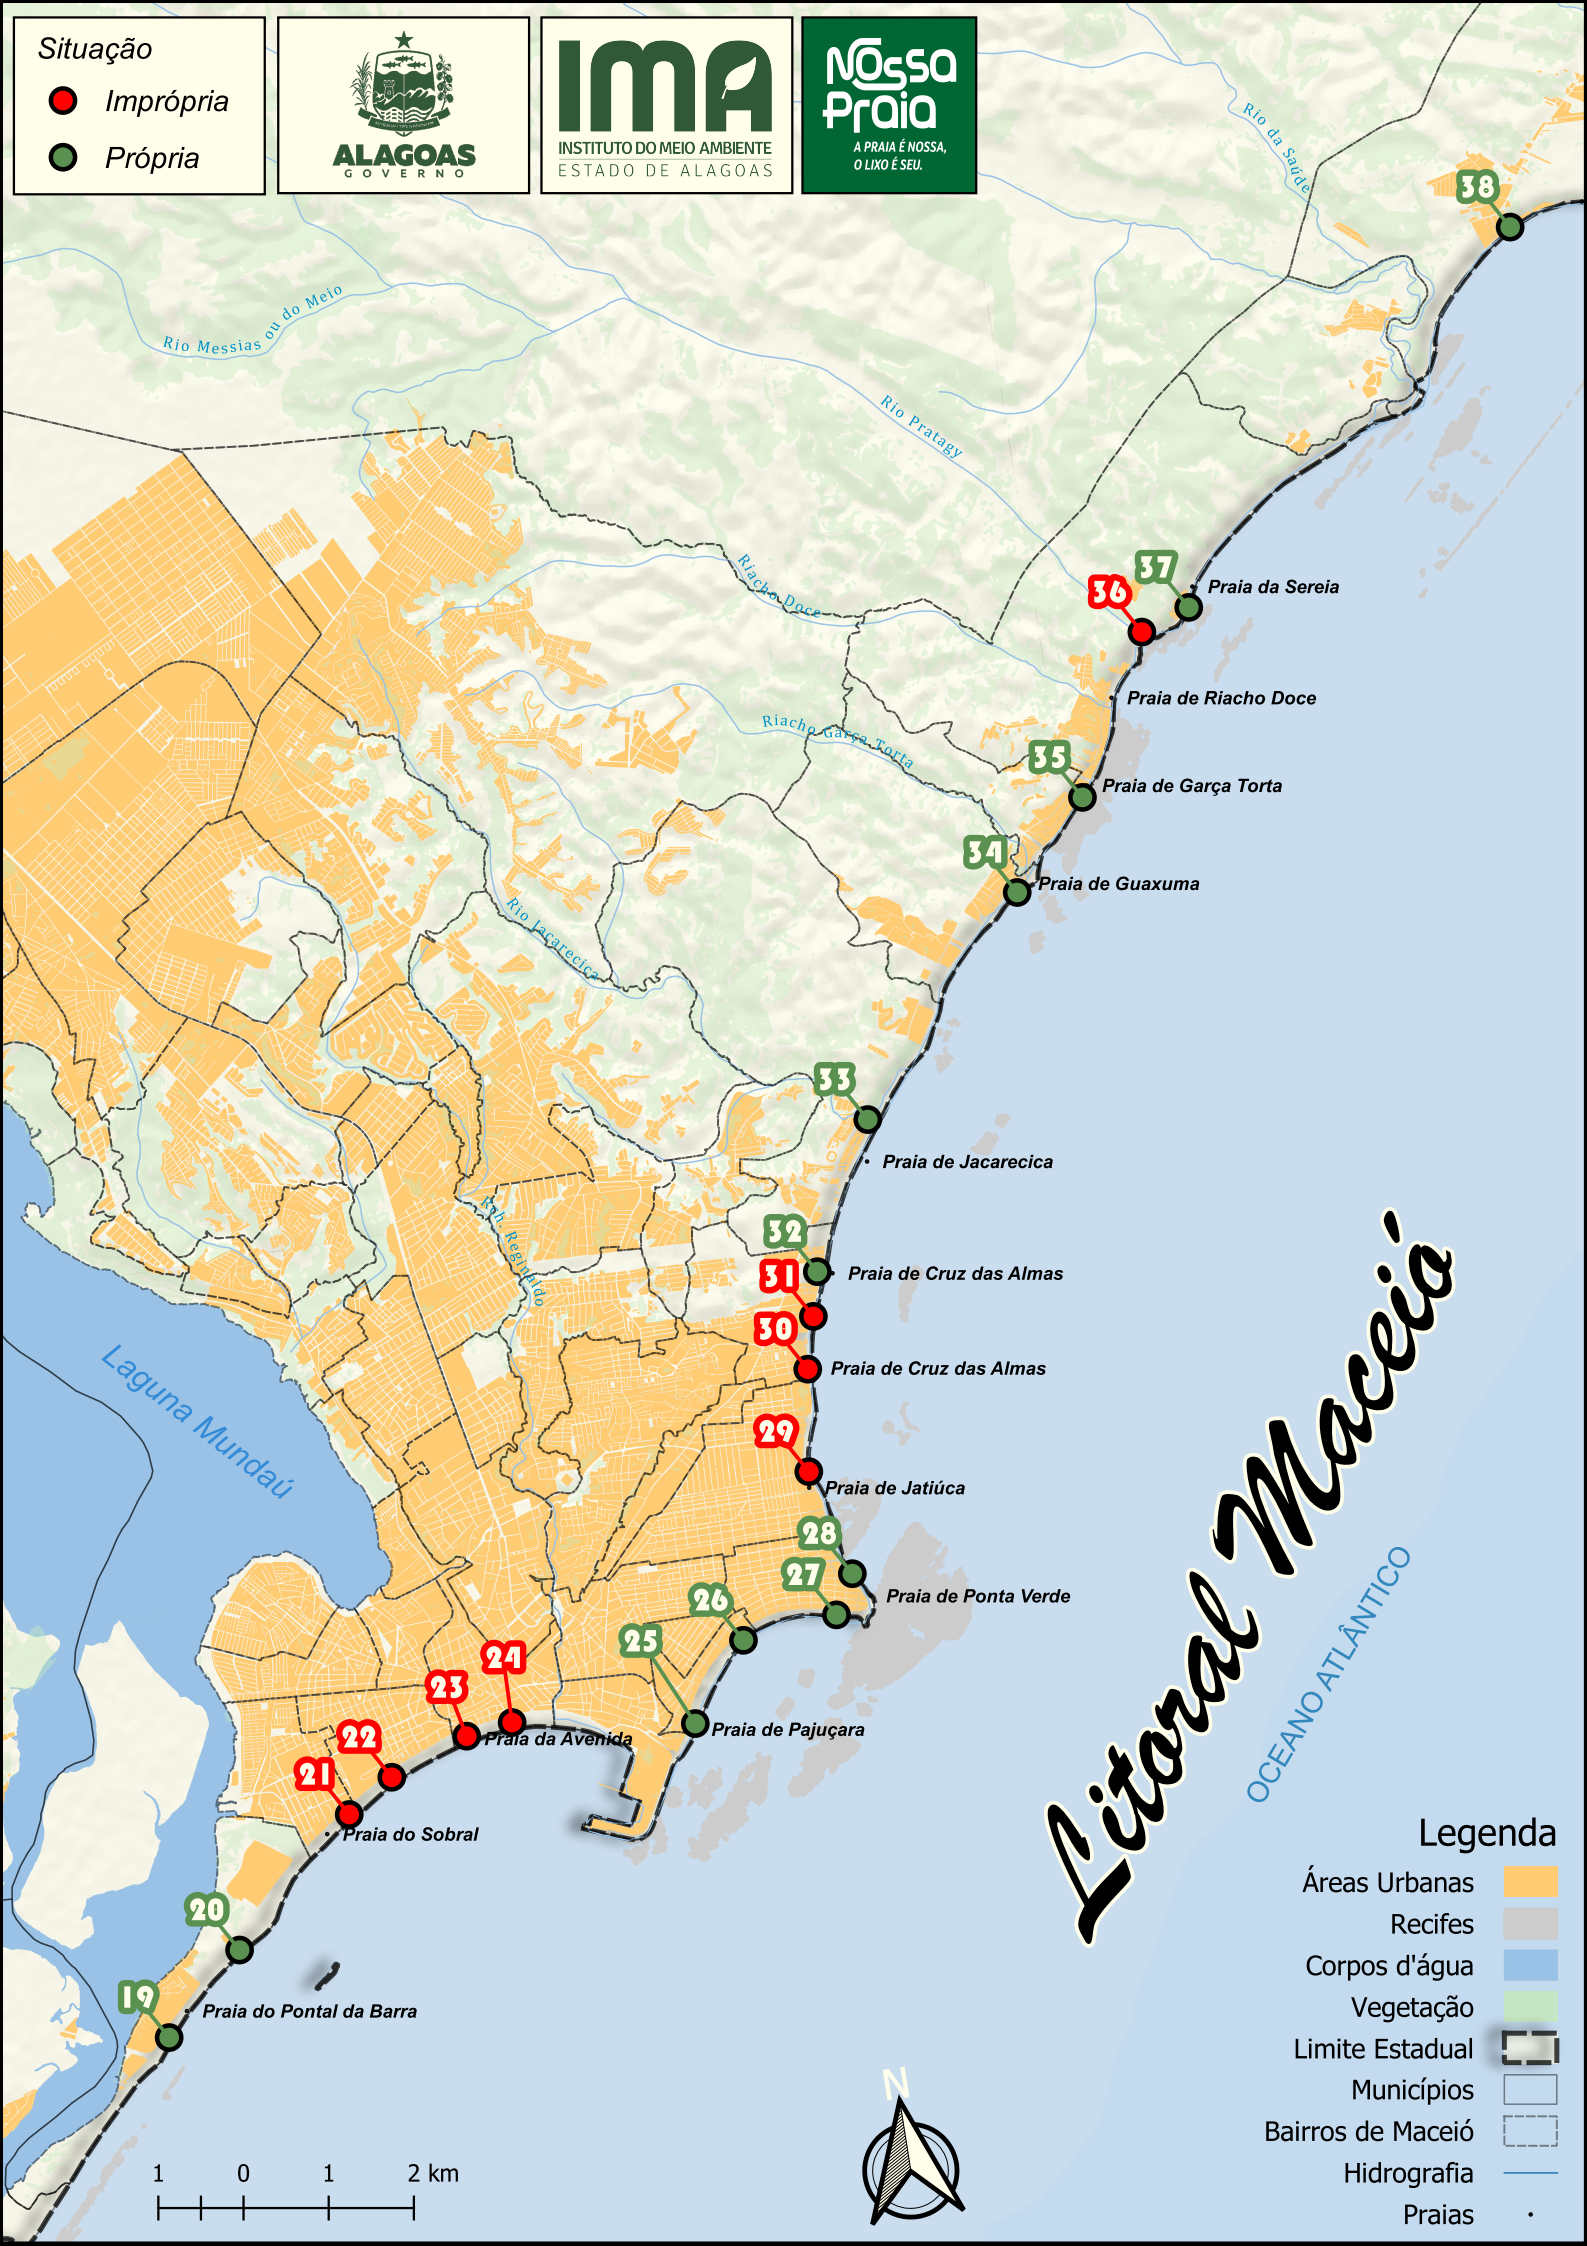 Situação
Imprópria
Própria
ALAGOAS
GOVERNO
IMA
INSTITUTO DO MEIO AMBIENTE
ESTADO DE ALAGOAS
Nossa
Praia
A PRAIA É NOSSA,
O LIXO É SEU.
Rio da Saúde
38
Rio Messias ou do Meio
Rio Pratagy
Riacho Doce
37
Praia da Sereia
36
Praia de Riacho Doce
Riacho Garça Torta
35
Praia de Garça Torta
34
Praia de Guaxuma
Rio Jacarecica
33
Praia de Jacarecica
Rch. Reginaldo
32
Praia de Cruz das Almas
31
30
Praia de Cruz das Almas
Laguna Mundaú
29
Praia de Jatiúca
28
27
Praia de Ponta Verde
26
25
Praia de Pajuçara
24
23
Praia da Avenida
22
21
Praia do Sobral
20
19
Praia do Pontal da Barra
Litoral Maceió
OCEANO ATLÂNTICO
Legenda
Áreas Urbanas
Recifes
Corpos d'água
Vegetação
Limite Estadual
Municípios
Bairros de Maceió
Hidrografia
Praias
N
1 0 1 2 km